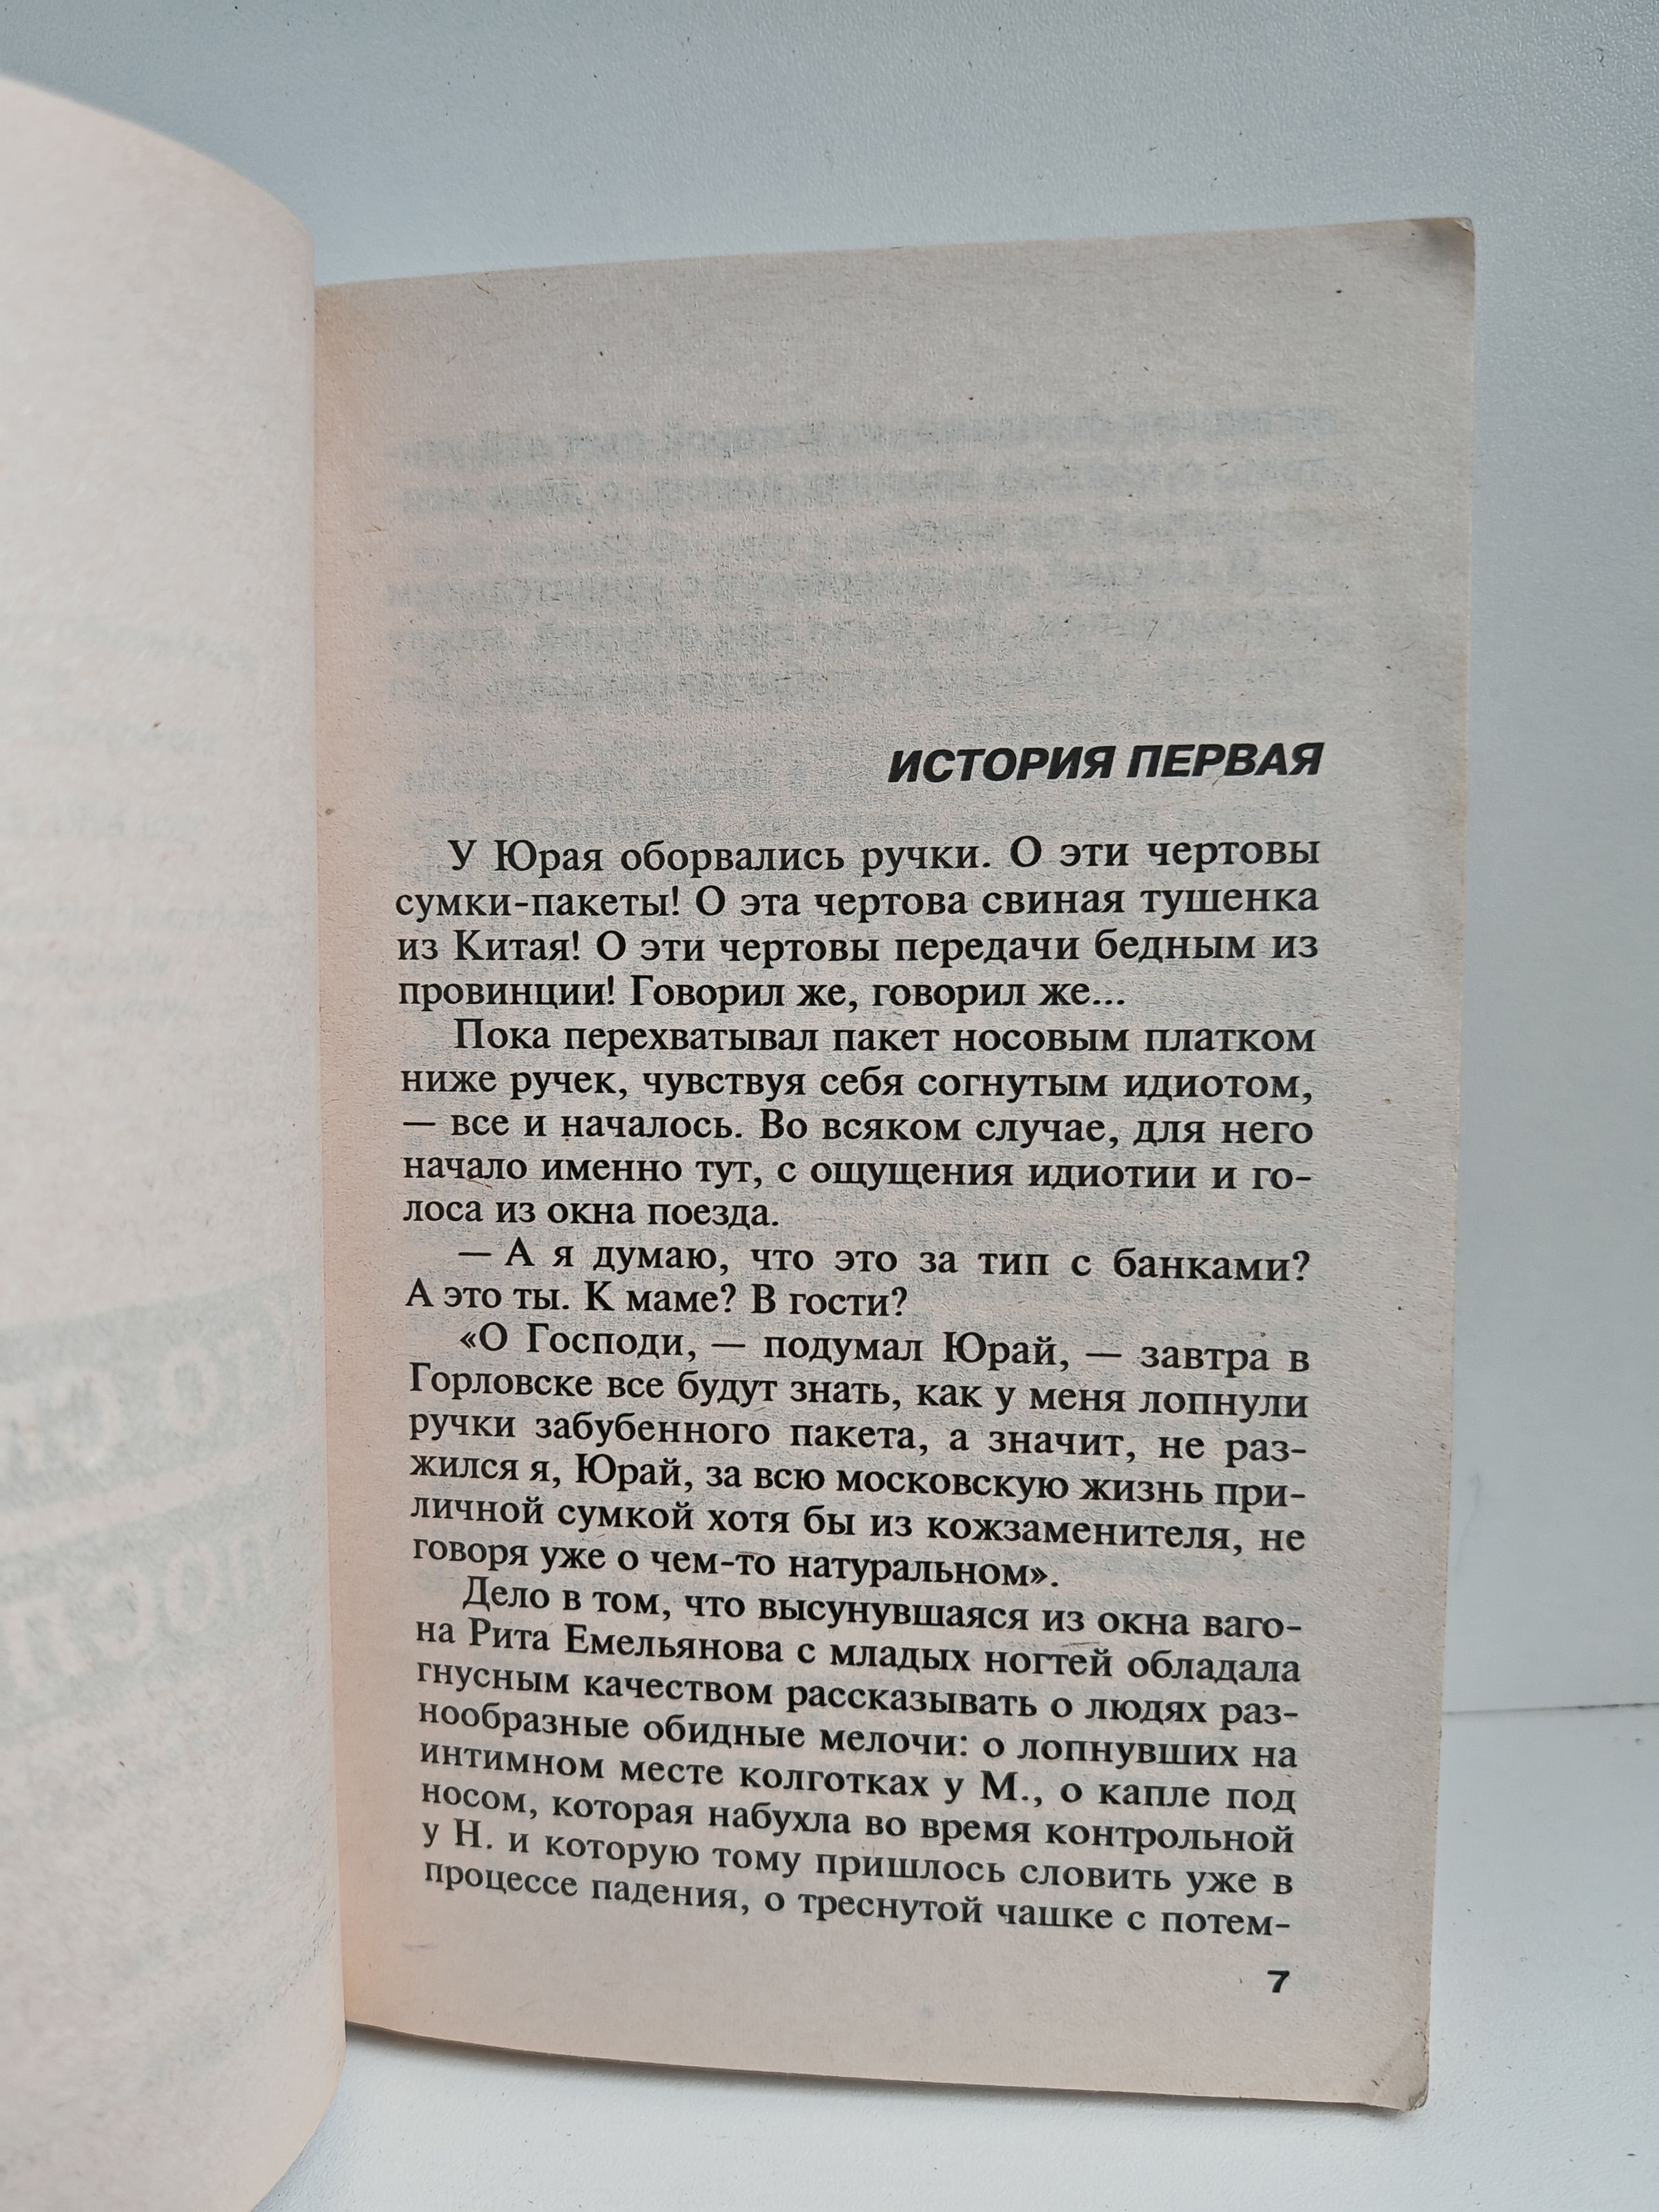 ИСТОРИЯ ПЕРВАЯ
У Юрая оборвались ручки. О эти чертовы
сумки-пакеты! О эта чертова свиная тушенка
из Китая! О эти чертовы передачи бедным из
провинции! Говорил же, говорил же...
Пока перехватывал пакет носовым платком
ниже ручек, чувствуя себя согнутым идиотом,
— все и началось. Во всяком случае, для него
начало именно тут, с ощущения идиотии и го-
лоса из окна поезда.
— А я думаю, что это за тип с банками?
А это ты. К маме? В гости?
«О Господи, — подумал Юрай, — завтра в
Горловске все будут знать, как у меня лопнули
ручки забубенного пакета, а значит, не раз-
жился я, Юрай, за всю московскую жизнь при-
личной сумкой хотя бы из кожзаменителя, не
говоря уже о чем-то натуральном».
Дело в том, что высунувшаяся из окна ваго-
на Рита Емельянова с младых ногтей обладала
гнусным качеством рассказывать о людях раз-
нообразные обидные мелочи: о лопнувших на
интимном месте колготках у М., о капле под
носом, которая набухла во время контрольной
у Н. и которую тому пришлось словить уже в
процессе падения, о треснутой чашке с потем-
7